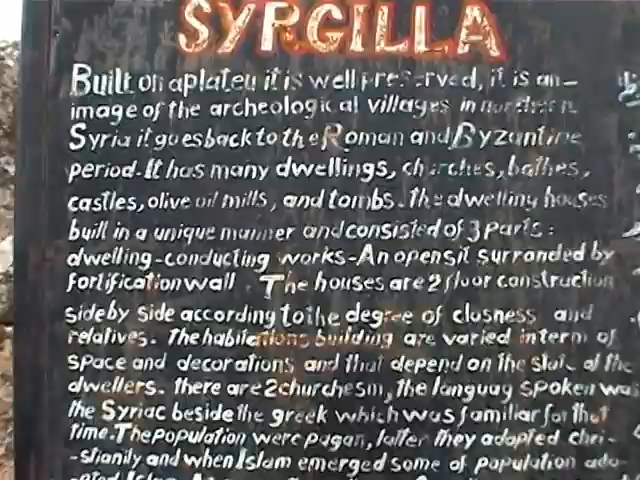 SYRGILLA
Built on aplateu it is well preserved, it is an-
image of the archeological villages in northern
Syria it goes back to the Roman and Byzantine
period. It has many dwellings, churches, bathes,
castles, olive oil mills, and tombs. the dwelling houses
built in a unique manner and consisted of 3 Parts:
dwelling-conducting works-An opensit surronded by
fortification wall. The houses are 2 floor construction
side by side according to the degree of closness and
relatives. The habitations building are varied interm of
space and decorations and that depend on the state of the
dwellers. there are 2 churches in, the languag spoken wa
the Syriac beside the greek which was familiar for that
time. The population were pagan, latter they adopted chri-
-stianily and when Islam emerged some of population ado-